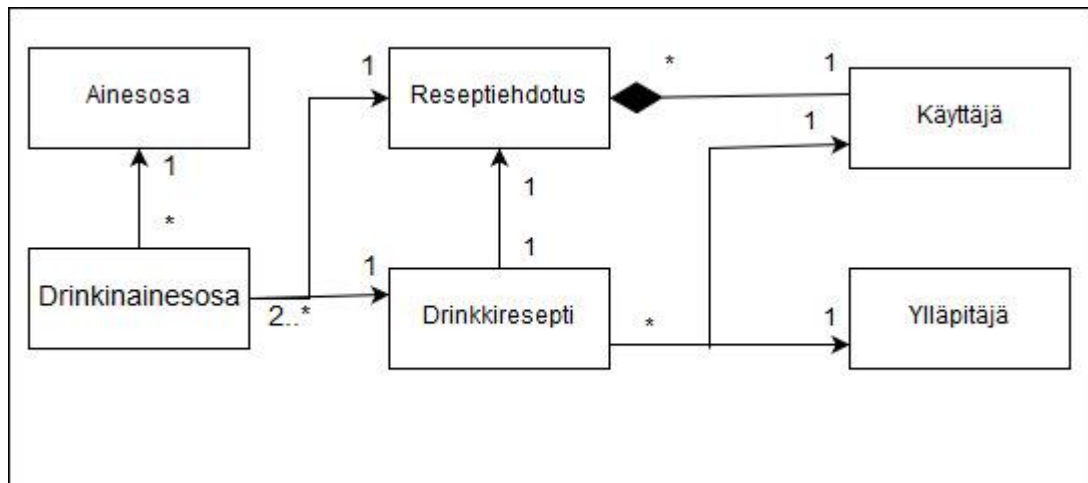 Ainesosa
1
Reseptiehdotus
*
1
Käyttäjä
1
1
*
1
1
Drinkinainesosa
2..*
1
Drinkkiresepti
*
1
Ylläpitäjä